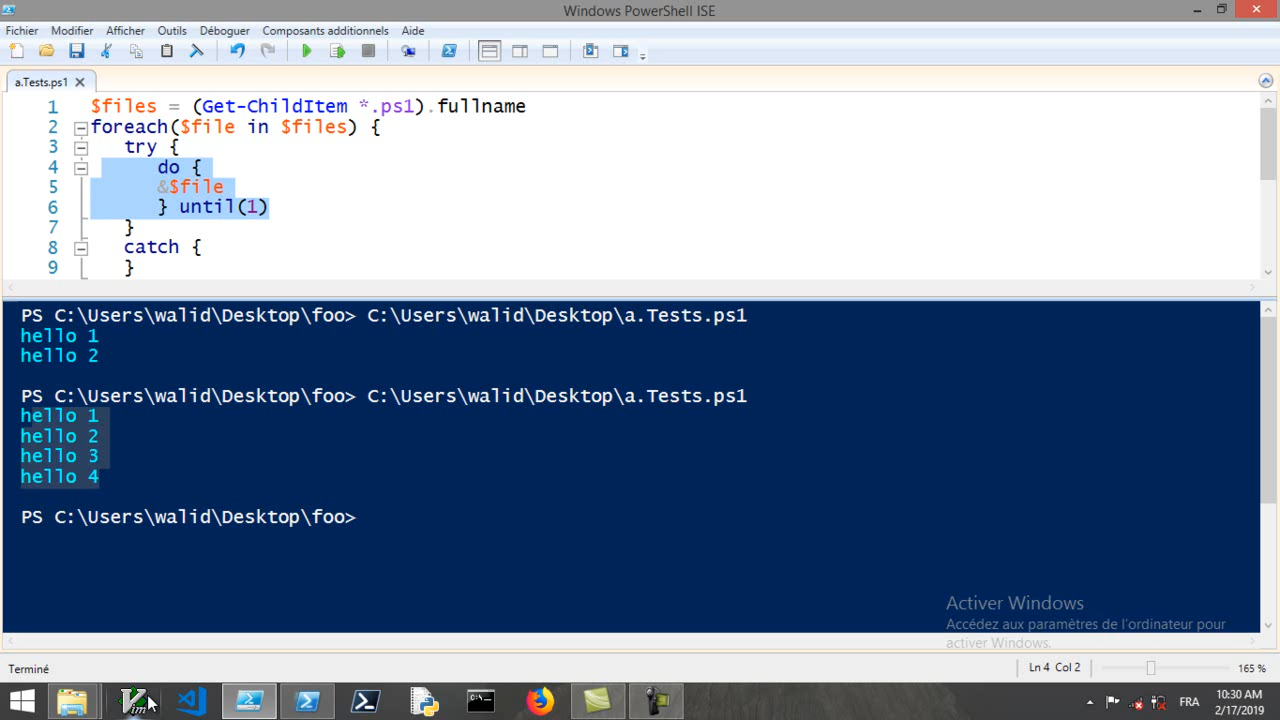 Windows PowerShell ISE
Fichier Modifier Afficher Outils Déboguer Composants additionnels Aide
a.Tests.ps1
1 $files = (Get-ChildItem *.ps1).fullname
2 foreach($file in $files) {
3 try {
4 do {
5 &$file
6 } until(1)
7 }
8 catch {
9 }
PS C:\Users\walid\Desktop\foo> C:\Users\walid\Desktop\a.Tests.ps1
hello 1
hello 2
PS C:\Users\walid\Desktop\foo> C:\Users\walid\Desktop\a.Tests.ps1
hello 1
hello 2
hello 3
hello 4
PS C:\Users\walid\Desktop\foo>
Activer Windows
Accédez aux paramètres de l'ordinateur pour
activer Windows.
Terminé Ln 4 Col 2 165 %
Vim
FRA
10:30 AM
2/17/2019